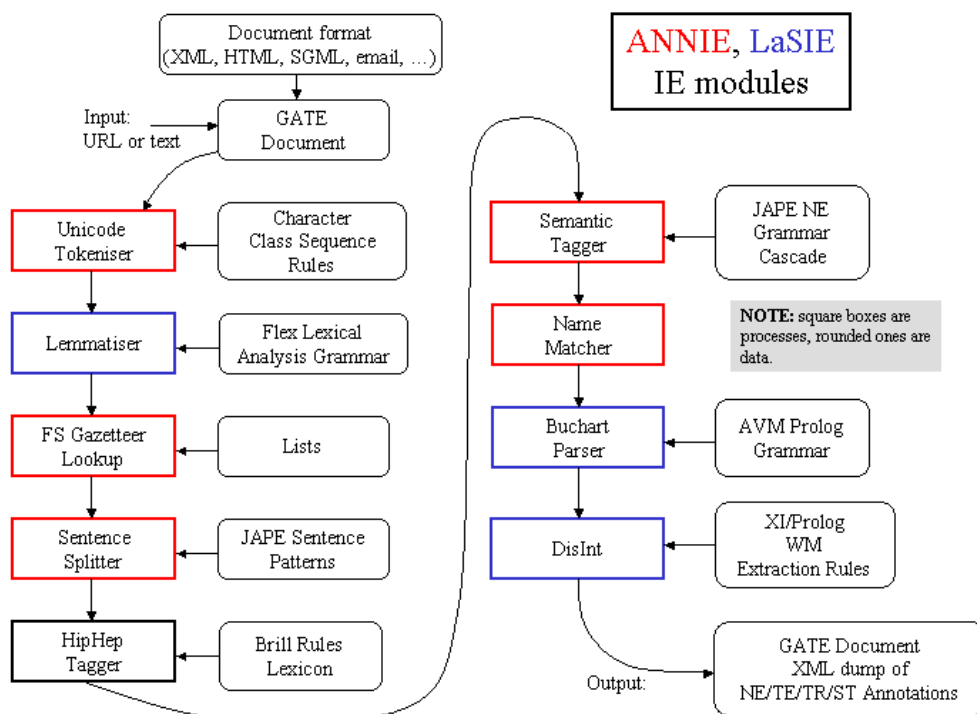 Document format
(XML, HTML, SGML, email, ...)
ANNIE, LaSIE
IE modules
Input:
URL or text
GATE
Document
Unicode
Tokeniser
Character
Class Sequence
Rules
Lemmatiser
Flex Lexical
Analysis Grammar
FS Gazetteer
Lookup
Lists
Sentence
Splitter
JAPE Sentence
Patterns
HipHep
Tagger
Brill Rules
Lexicon
Semantic
Tagger
JAPE NE
Grammar
Cascade
Name
Matcher
NOTE: square boxes are
processes, rounded ones are
data.
Buchart
Parser
AVM Prolog
Grammar
DisInt
XI/Prolog
WM
Extraction Rules
Output:
GATE Document
XML dump of
NE/TE/TR/ST Annotations